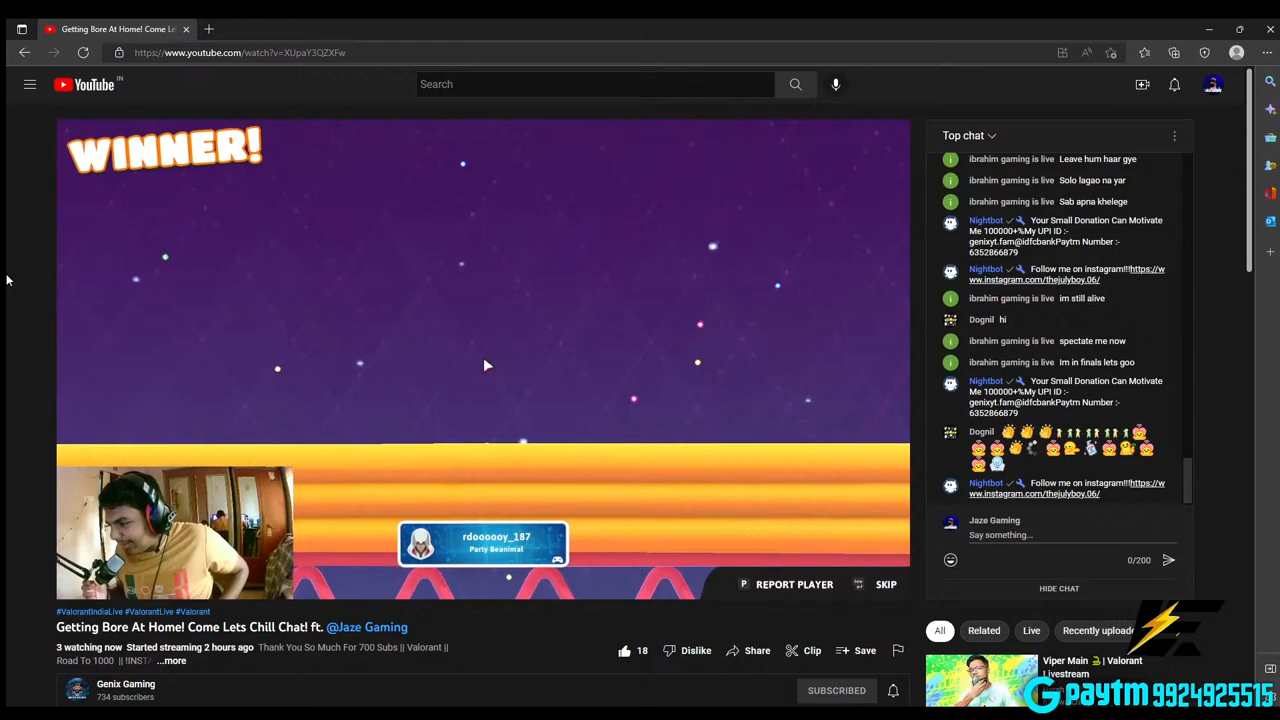 Getting Bore At Home! Come Lets
https://www.youtube.com/watch?v=XUpaY3QZXFw
YouTube IN
Search
WINNER!
rdoooooy_187
Party Beanimal
P REPORT PLAYER
SKIP
#ValorantIndiaLive #ValorantLive #Valorant
Getting Bore At Home! Come Lets Chill Chat! ft. @Jaze Gaming
3 watching now Started streaming 2 hours ago Thank You So Much For 700 Subs || Valorant ||
Road To 1000 || !INSTA ...more
18
Dislike
Share
Clip
Save
Genix Gaming
734 subscribers
SUBSCRIBED
Top chat
ibrahim gaming is live Leave hum haar gye
ibrahim gaming is live Solo lagao na yar
ibrahim gaming is live Sab apna khelege
Nightbot Your Small Donation Can Motivate
Me 100000+%My UPI ID :-
genixyt.fam@idfcbankPaytm Number :-
6352866879
Nightbot Follow me on instagram!!!https://w
ww.instagram.com/thejulyboy.06/
ibrahim gaming is live im still alive
Dognil hi
ibrahim gaming is live spectate me now
ibrahim gaming is live Im in finals lets goo
Nightbot Your Small Donation Can Motivate
Me 100000+%My UPI ID :-
genixyt.fam@idfcbankPaytm Number :-
6352866879
Dognil
Nightbot Follow me on instagram!!!https://w
ww.instagram.com/thejulyboy.06/
Jaze Gaming
Say something...
0/200
HIDE CHAT
All
Related
Live
Recently uploade
Viper Main | Valorant
Livestream
paytm 9924925515